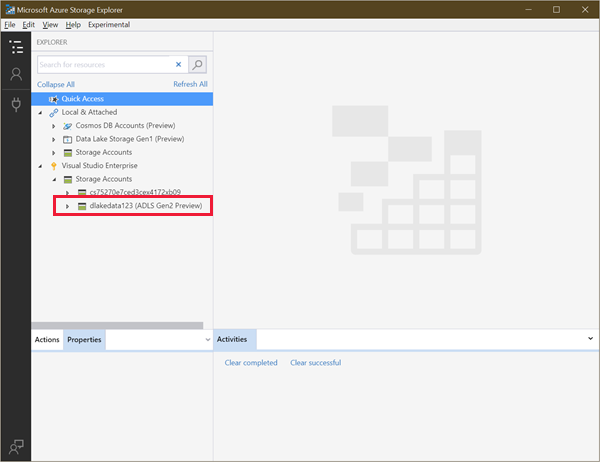 Microsoft Azure Storage Explorer
File Edit View Help Experimental
EXPLORER
Search for resources
Collapse All Refresh All
Quick Access
Local & Attached
Cosmos DB Accounts (Preview)
Data Lake Storage Gen1 (Preview)
Storage Accounts
Visual Studio Enterprise
Storage Accounts
cs75270e7ced3cex4172xb09
dlakedata123 (ADLS Gen2 Preview)
Actions Properties Activities
Clear completed Clear successful